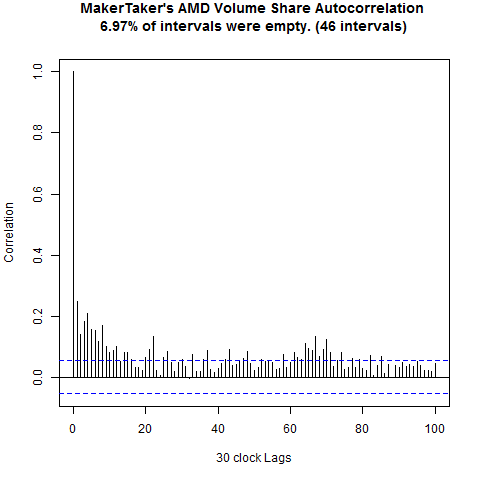 MakerTaker's AMD Volume Share Autocorrelation
6.97% of intervals were empty. (46 intervals)
Correlation
1.0
0.8
0.6
0.4
0.2
0.0
0 20 40 60 80 100
30 clock Lags